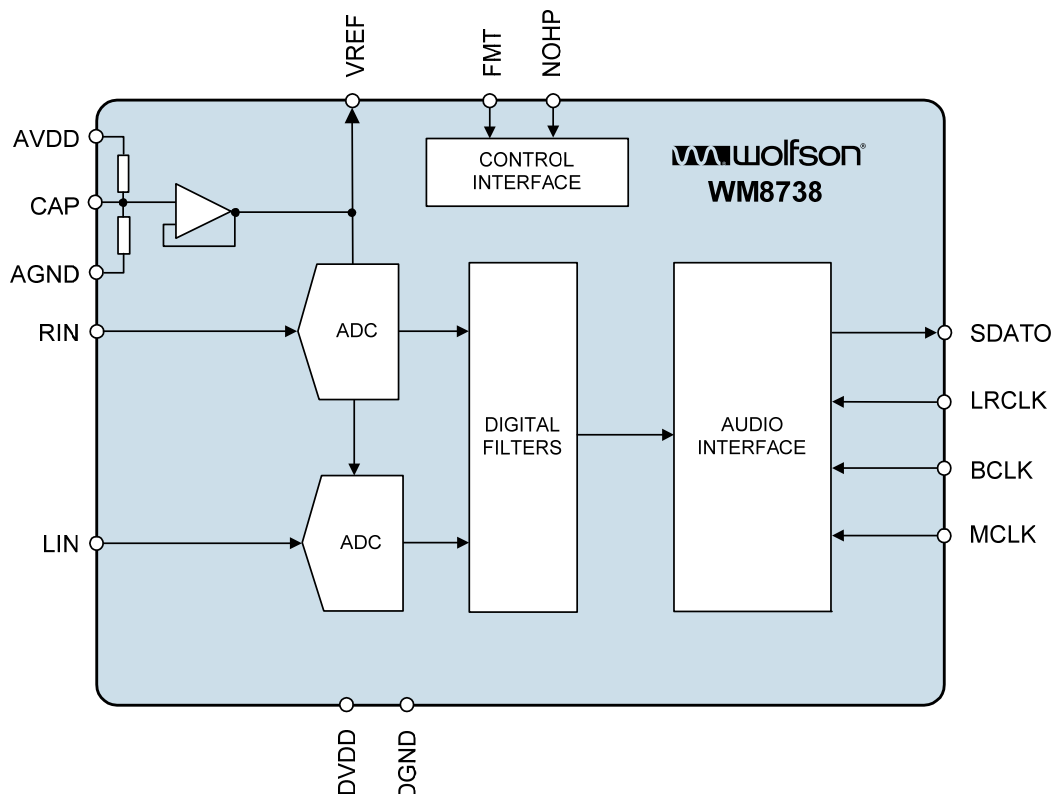 VREF
FMT
NOHP
AVDD
CAP
AGND
RIN
LIN
CONTROL
INTERFACE
wolfson®
WM8738
ADC
ADC
DIGITAL
FILTERS
AUDIO
INTERFACE
SDATO
LRCLK
BCLK
MCLK
DVDD
DGND